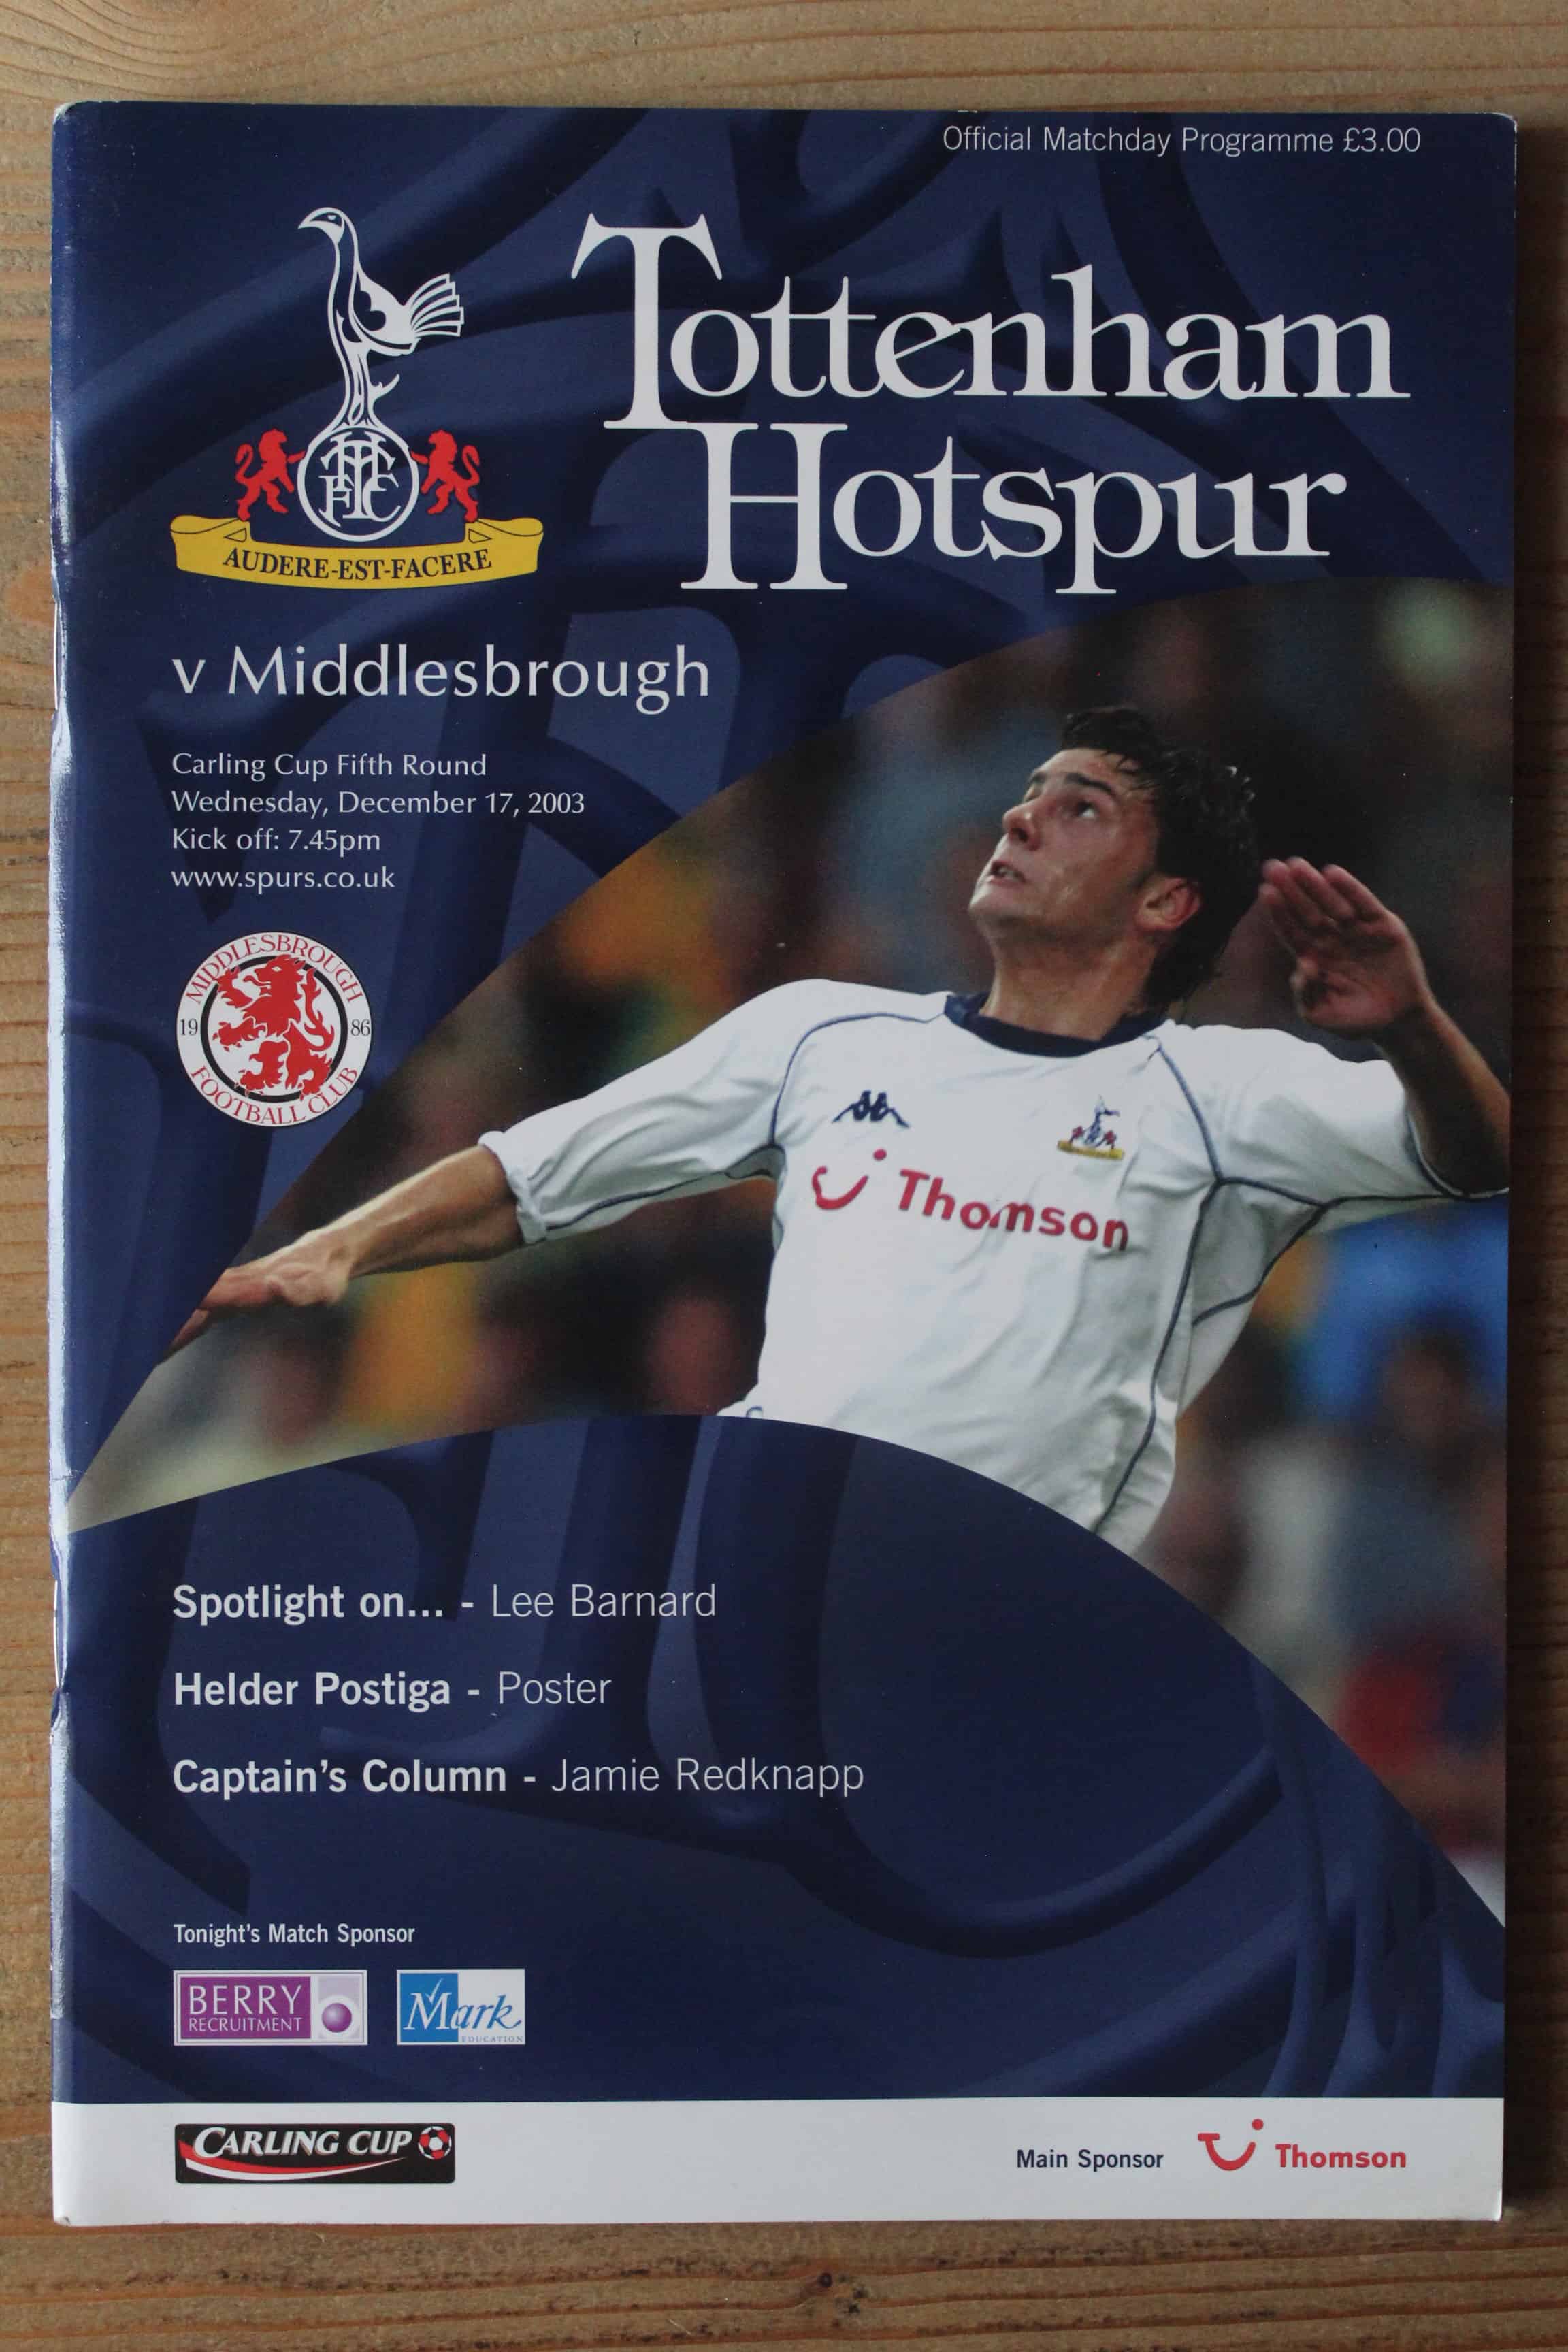 Official Matchday Programme £3.00
Tottenham
Hotspur
THFC
AUDERE-EST-FACERE
v Middlesbrough
Carling Cup Fifth Round
Wednesday, December 17, 2003
Kick off: 7.45pm
www.spurs.co.uk
MIDDLESBROUGH
19 86
FOOTBALL CLUB
Thomson
Spotlight on... - Lee Barnard
Helder Postiga - Poster
Captain's Column - Jamie Redknapp
Tonight's Match Sponsor
BERRY
RECRUITMENT
Mark
EDUCATION
CARLING CUP
Main Sponsor
Thomson